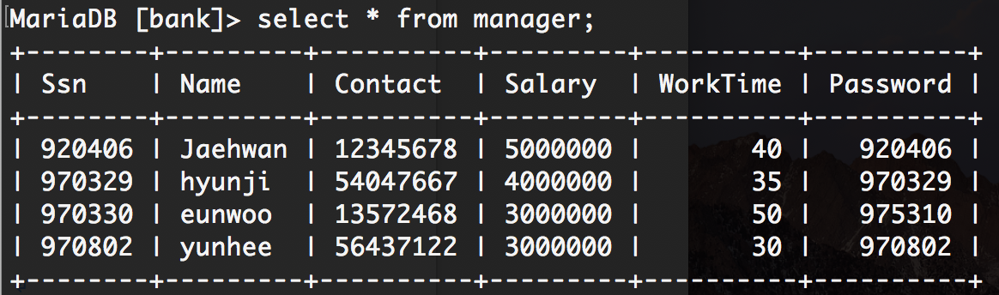 MariaDB [bank]> select * from manager;
+--------+---------+----------+---------+----------+----------+
| Ssn    | Name    | Contact  | Salary  | WorkTime | Password |
+--------+---------+----------+---------+----------+----------+
| 920406 | Jaehwan | 12345678 | 5000000 |       40 |   920406 |
| 970329 | hyunji  | 54047667 | 4000000 |       35 |   970329 |
| 970330 | eunwoo  | 13572468 | 3000000 |       50 |   975310 |
| 970802 | yunhee  | 56437122 | 3000000 |       30 |   970802 |
+--------+---------+----------+---------+----------+----------+